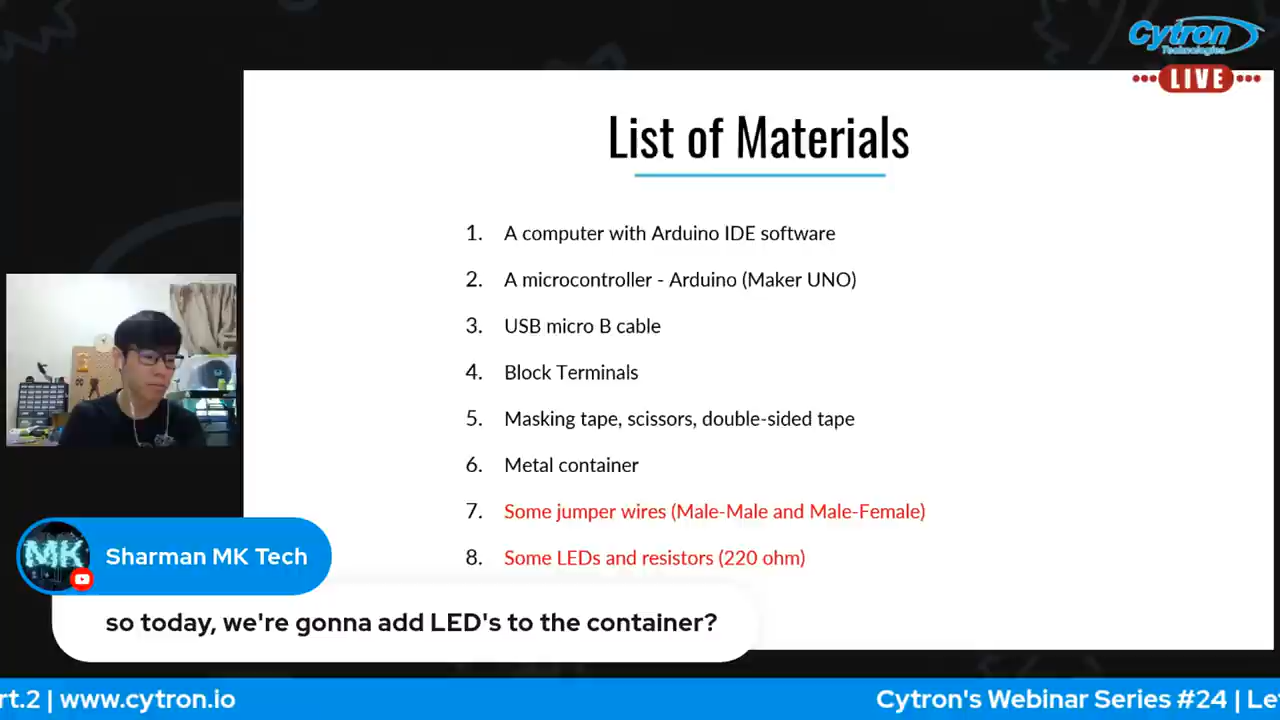 Cytron
Technologies
LIVE
List of Materials
1. A computer with Arduino IDE software
2. A microcontroller - Arduino (Maker UNO)
3. USB micro B cable
4. Block Terminals
5. Masking tape, scissors, double-sided tape
6. Metal container
7. Some jumper wires (Male-Male and Male-Female)
8. Some LEDs and resistors (220 ohm)
MK
Sharman MK Tech
so today, we're gonna add LED's to the container?
rt.2 | www.cytron.io
Cytron's Webinar Series #24 | Le